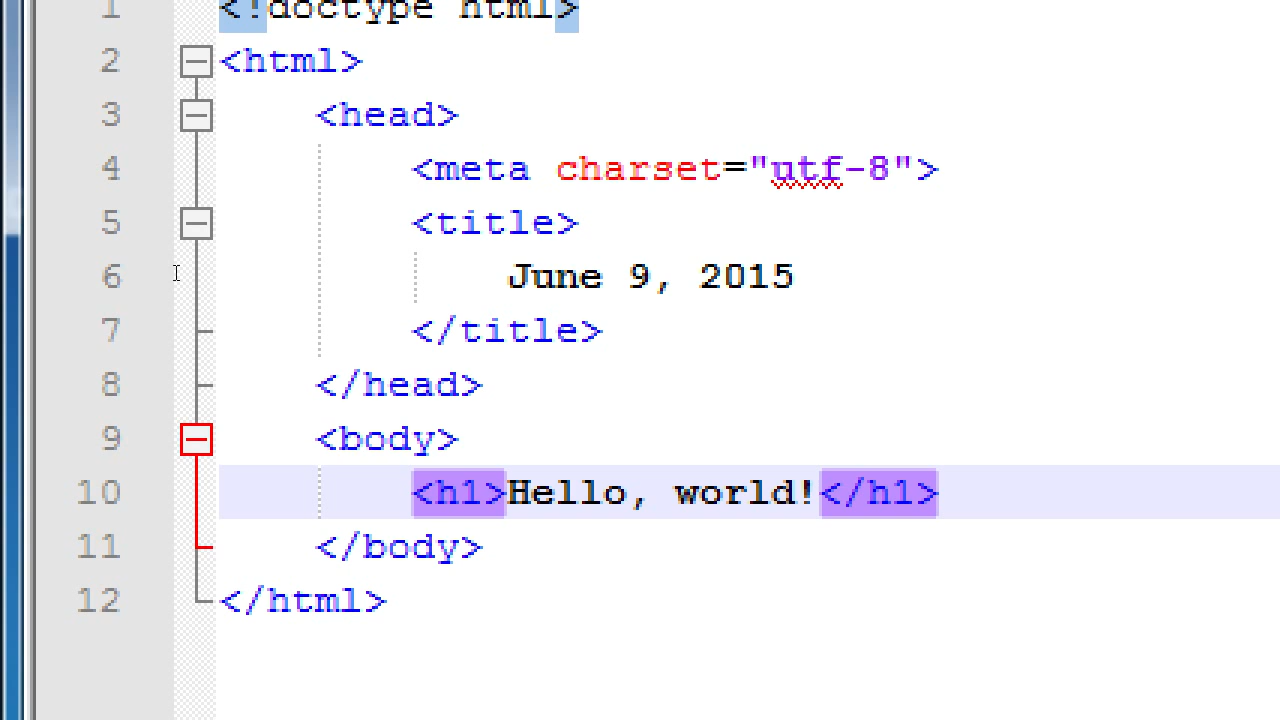 1 <!doctype html>
2 <html>
3 <head>
4 <meta charset="utf-8">
5 <title>
6 June 9, 2015
7 </title>
8 </head>
9 <body>
10 <h1>Hello, world!</h1>
11 </body>
12 </html>